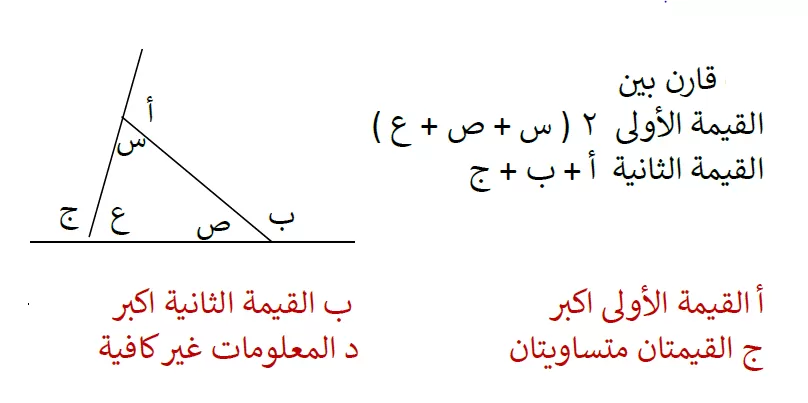 قارن بين
القيمة الأولى ٢ ( س + ص + ع )
القيمة الثانية أ + ب + ج
أ
س
ج
ع
ص
ب
أ القيمة الأولى اكبر
ب القيمة الثانية اكبر
ج القيمتان متساويتان
د المعلومات غير كافية